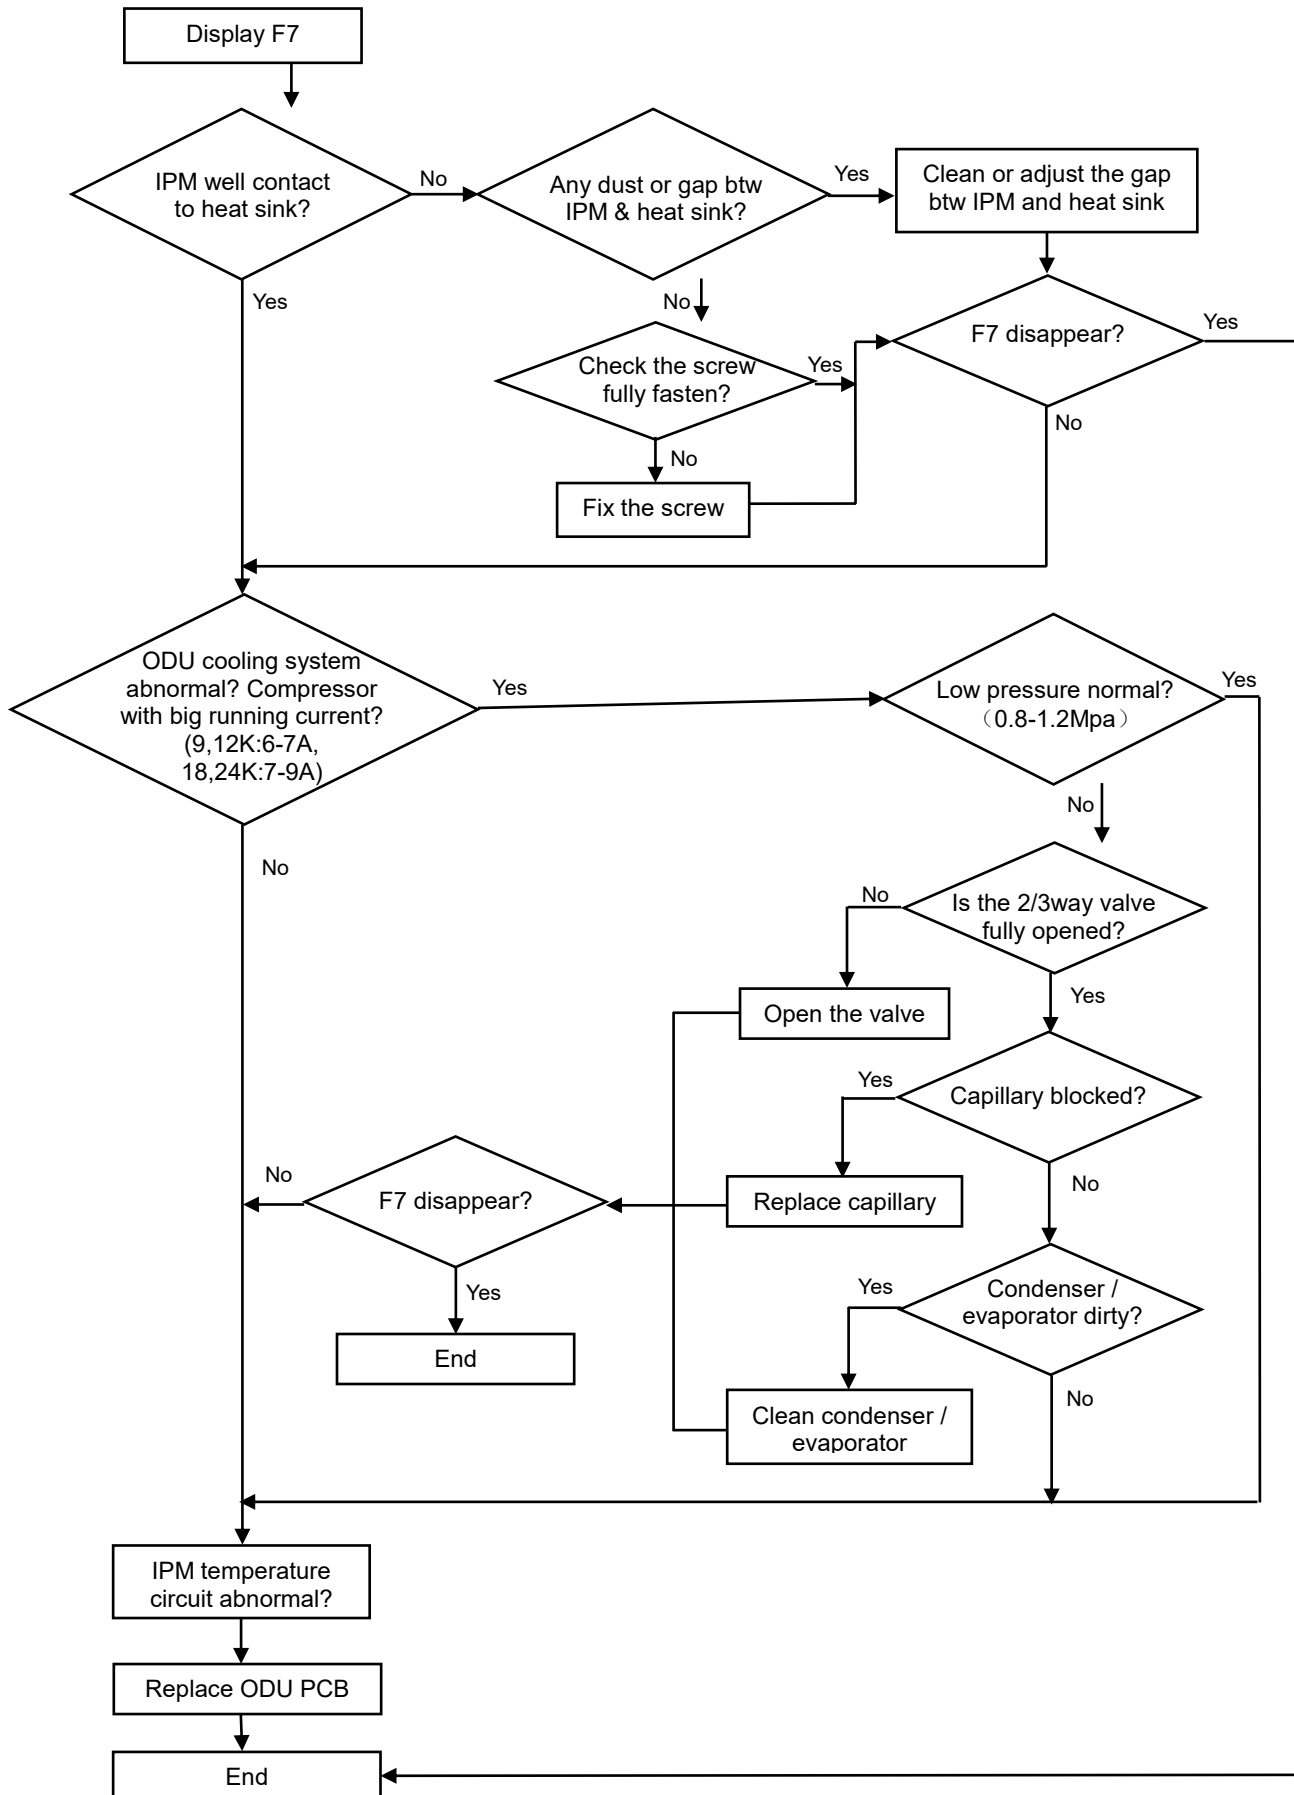 Display F7
IPM well contact
to heat sink?
No
Any dust or gap btw
IPM & heat sink?
Yes
Clean or adjust the gap
btw IPM and heat sink
Yes
No
F7 disappear?
Yes
Check the screw
fully fasten?
Yes
No
No
Fix the screw
ODU cooling system
abnormal? Compressor
with big running current?
(9,12K:6-7A,
18,24K:7-9A)
Yes
Low pressure normal?
（0.8-1.2Mpa）
Yes
No
No
Is the 2/3way valve
fully opened?
No
Yes
Open the valve
Capillary blocked?
Yes
No
Replace capillary
F7 disappear?
No
Yes
End
Condenser /
evaporator dirty?
Yes
No
Clean condenser /
evaporator
IPM temperature
circuit abnormal?
Replace ODU PCB
End